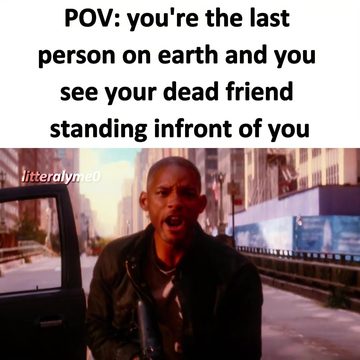 POV: you're the last
person on earth and you
see your dead friend
standing infront of you
litteralyme0